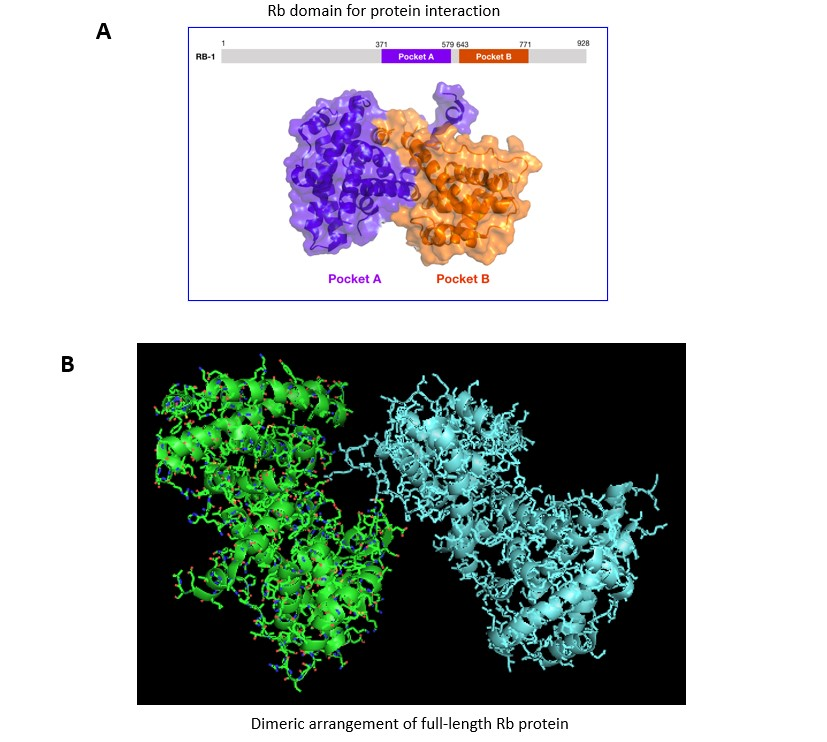 Rb domain for protein interaction
A
1 371 579 643 771 928
RB-1 Pocket A Pocket B
Pocket A Pocket B
B
Dimeric arrangement of full-length Rb protein